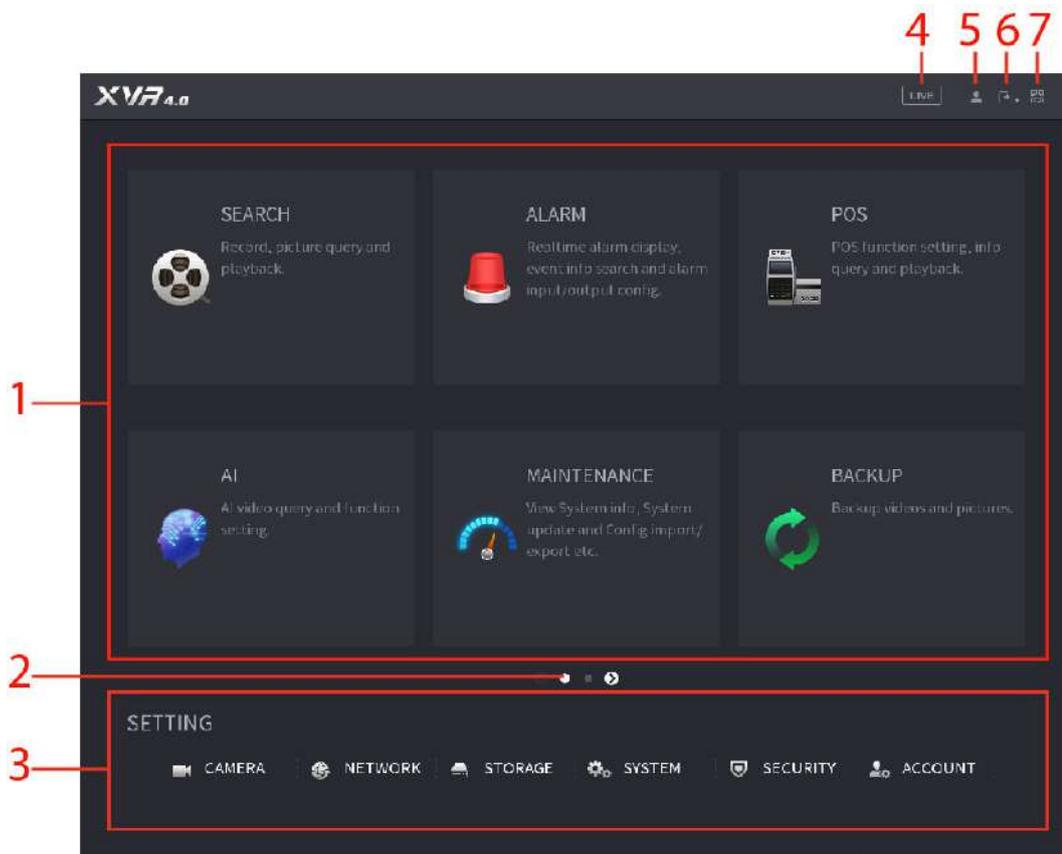 4 5 6 7
XVR 4.0
LIVE
1
SEARCH
Record, picture query and
playback.
ALARM
Realtime alarm display,
event info search and alarm
input/output config.
POS
POS function setting, info
query and playback.
AI
AI video query and function
setting.
MAINTENANCE
View System info, System
update and Config import/
export etc.
BACKUP
Backup videos and pictures.
2
3
SETTING
CAMERA NETWORK STORAGE SYSTEM SECURITY ACCOUNT